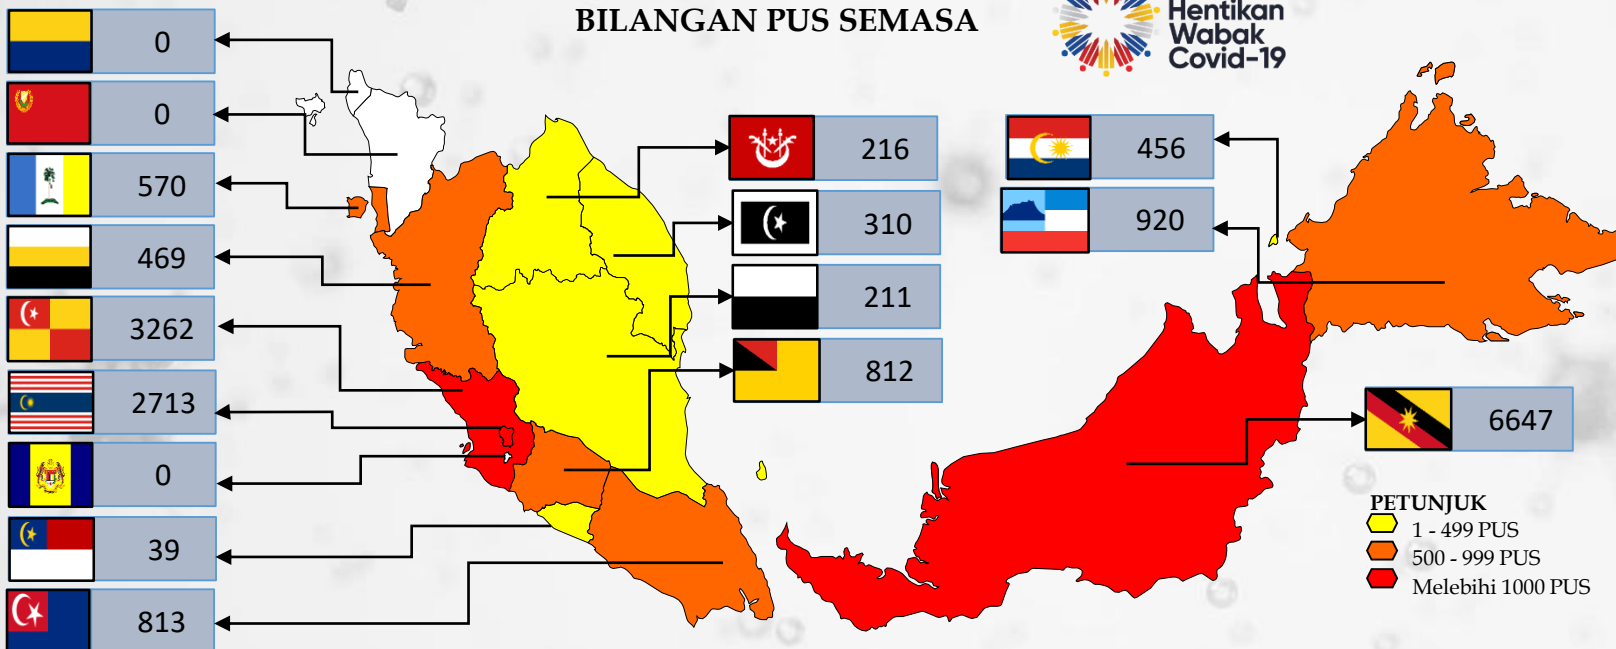 BILANGAN PUS SEMASA
Hentikan
Wabak
Covid-19
0
0
570
469
3262
2713
0
39
813
216
310
211
812
456
920
6647
PETUNJUK
1 - 499 PUS
500 - 999 PUS
Melebihi 1000 PUS